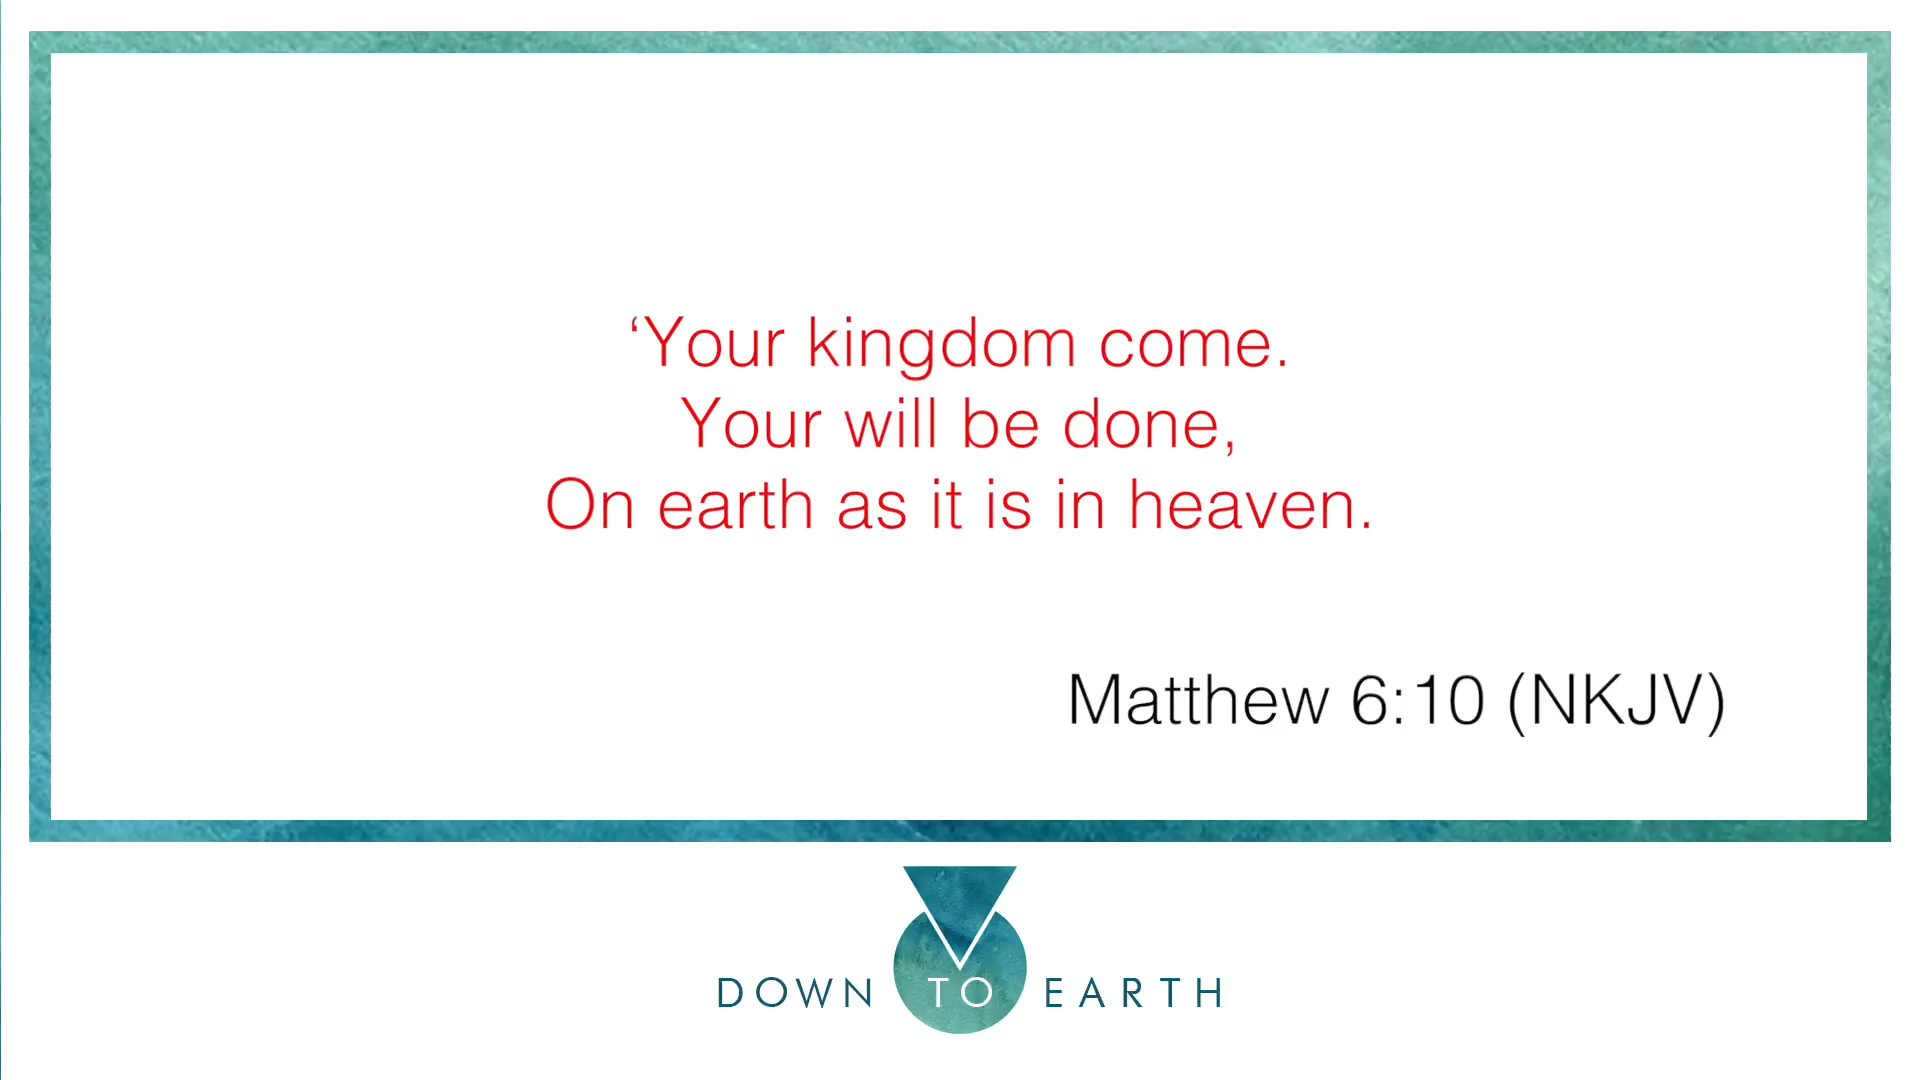 ‘Your kingdom come.
Your will be done,
On earth as it is in heaven.
Matthew 6:10 (NKJV)
DOWN TO EARTH